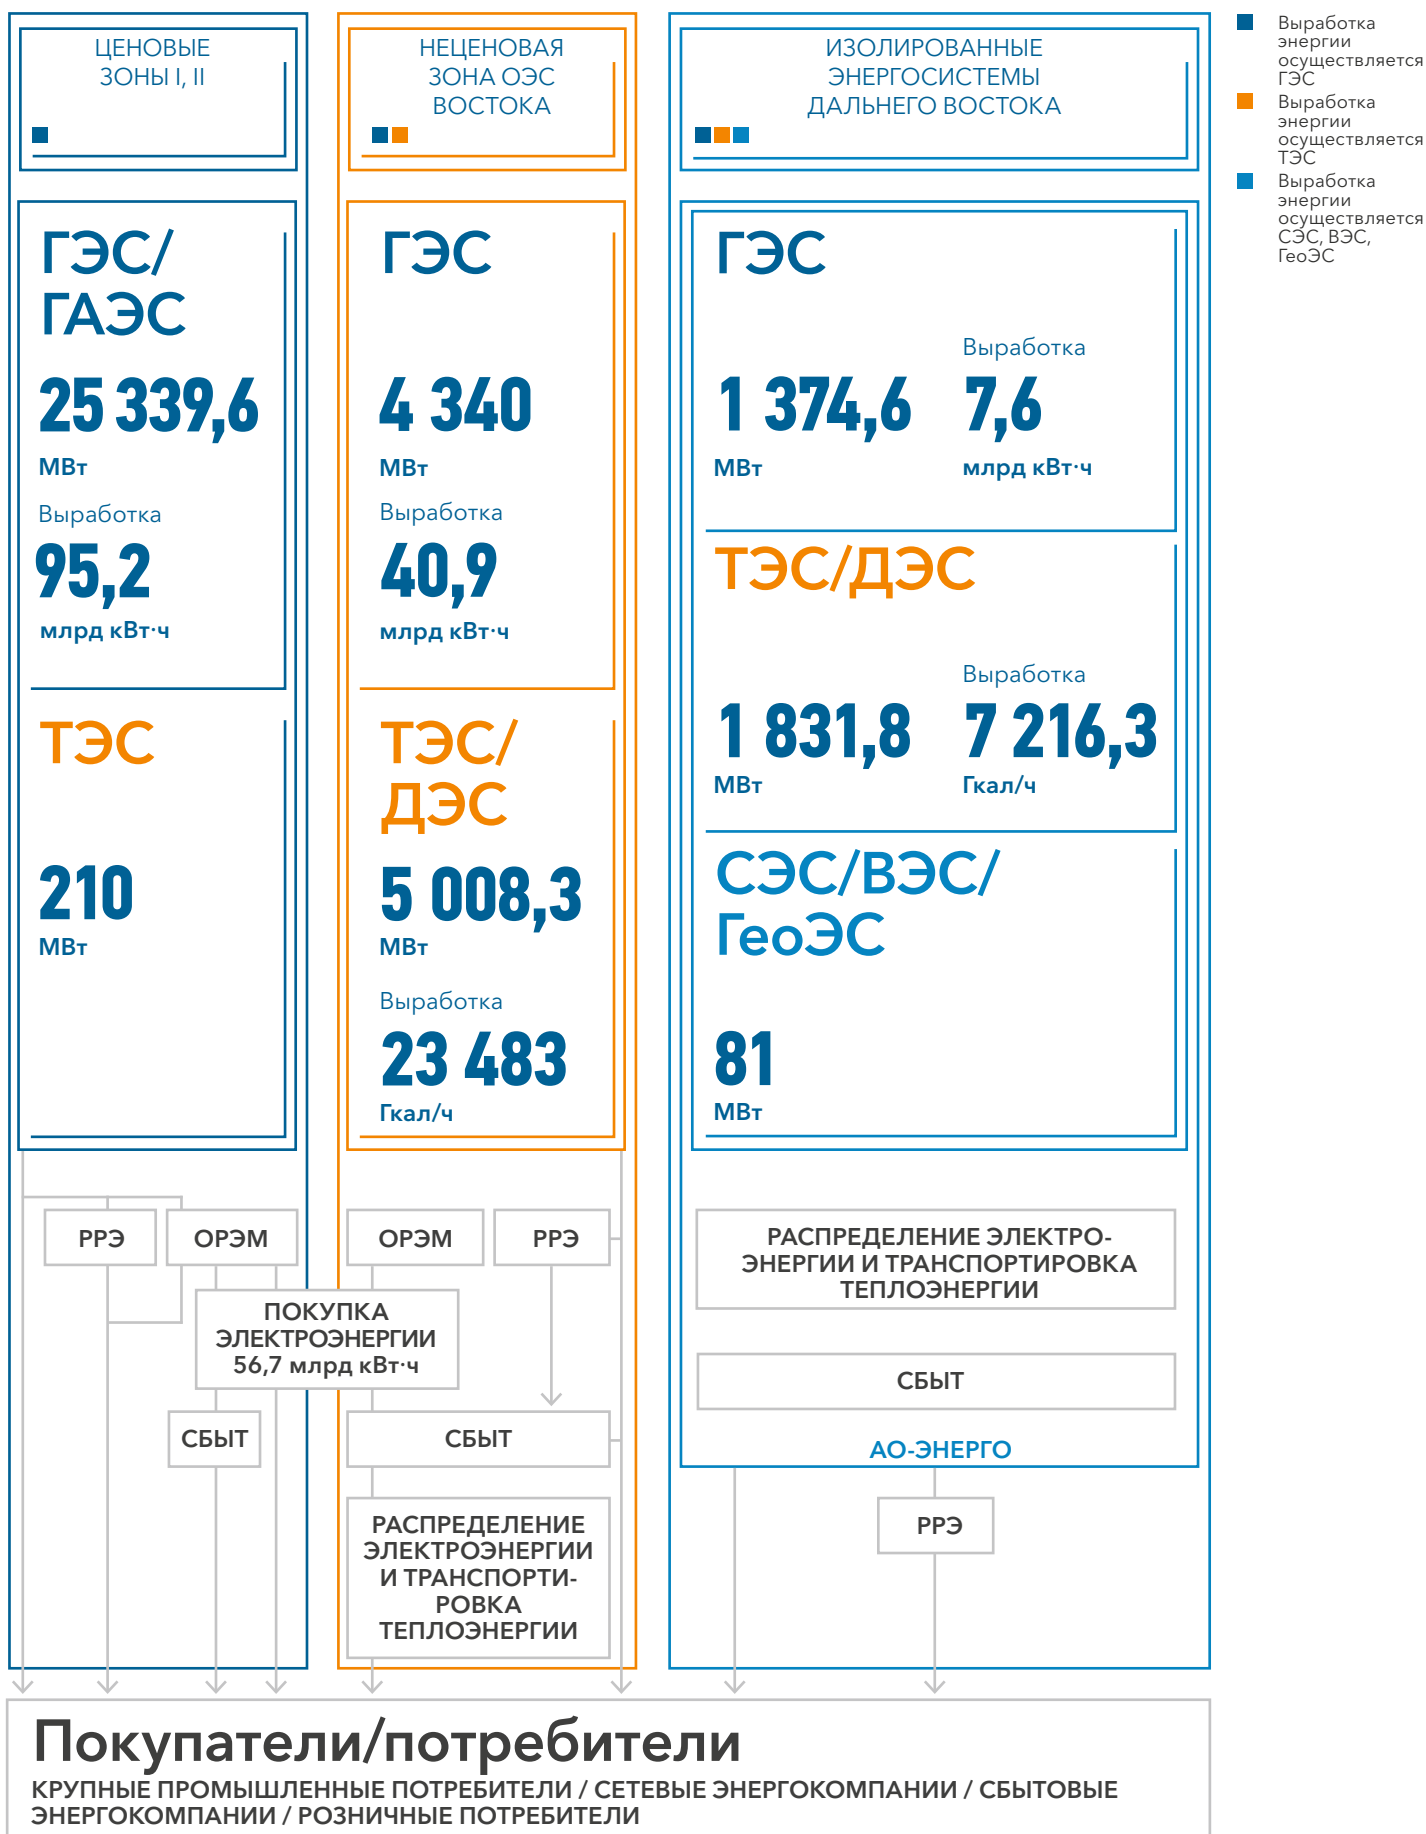 ЦЕНОВЫЕ
ЗОНЫ I, II
НЕЦЕНОВАЯ
ЗОНА ОЭС
ВОСТОКА
ИЗОЛИРОВАННЫЕ
ЭНЕРГОСИСТЕМЫ
ДАЛЬНЕГО ВОСТОКА
Выработка
энергии
осуществляется
ГЭС
Выработка
энергии
осуществляется
ТЭС
Выработка
энергии
осуществляется
СЭС, ВЭС,
ГеоЭС
ГЭС/
ГАЭС
25 339,6
МВт
Выработка
95,2
млрд кВт·ч
ТЭС
210
МВт
ГЭС
4 340
МВт
Выработка
40,9
млрд кВт·ч
ТЭС/
ДЭС
5 008,3
МВт
Выработка
23 483
Гкал/ч
ГЭС
1 374,6
МВт
Выработка
7,6
млрд кВт·ч
ТЭС/ДЭС
1 831,8
МВт
Выработка
7 216,3
Гкал/ч
СЭС/ВЭС/
ГеоЭС
81
МВт
РРЭ
ОРЭМ
ОРЭМ
РРЭ
ПОКУПКА
ЭЛЕКТРОЭНЕРГИИ
56,7 млрд кВт·ч
СБЫТ
СБЫТ
РАСПРЕДЕЛЕНИЕ
ЭЛЕКТРОЭНЕРГИИ
И ТРАНСПОРТИ-
РОВКА
ТЕПЛОЭНЕРГИИ
РАСПРЕДЕЛЕНИЕ ЭЛЕКТРО-
ЭНЕРГИИ И ТРАНСПОРТИРОВКА
ТЕПЛОЭНЕРГИИ
СБЫТ
АО-ЭНЕРГО
РРЭ
Покупатели/потребители
КРУПНЫЕ ПРОМЫШЛЕННЫЕ ПОТРЕБИТЕЛИ / СЕТЕВЫЕ ЭНЕРГОКОМПАНИИ / СБЫТОВЫЕ
ЭНЕРГОКОМПАНИИ / РОЗНИЧНЫЕ ПОТРЕБИТЕЛИ